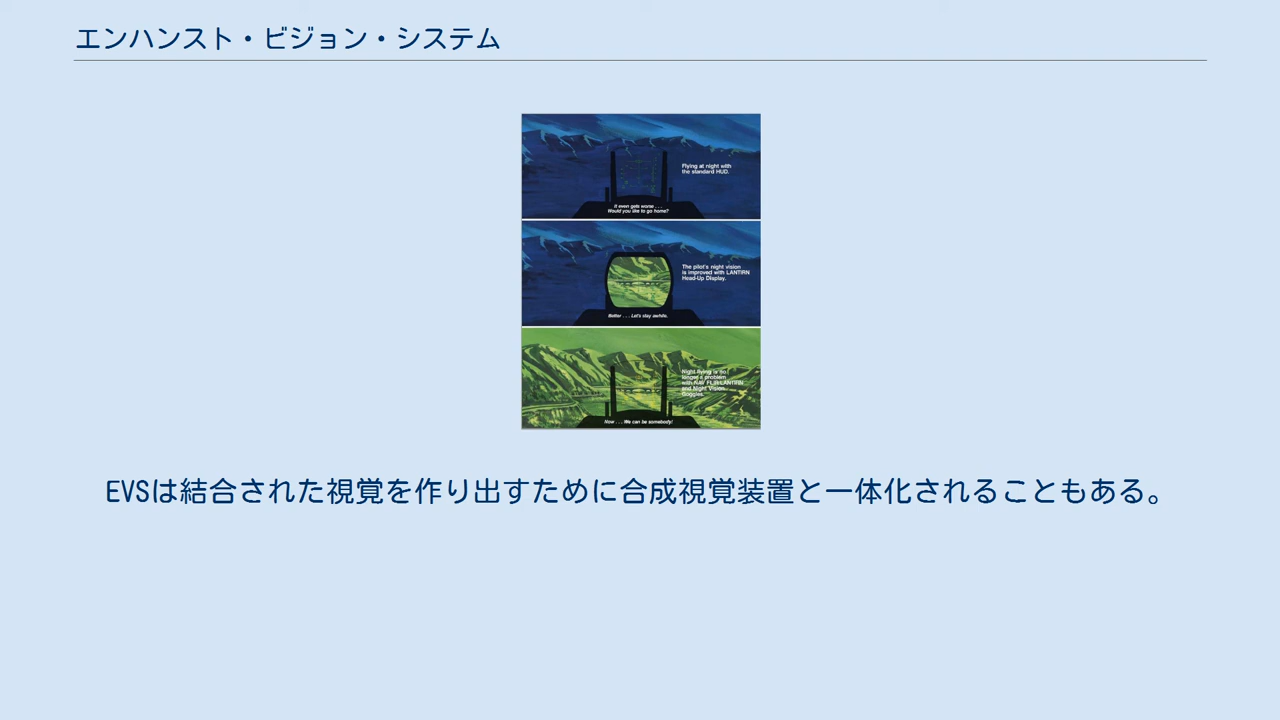 エンハンスト・ビジョン・システム
Flying at night with
the standard HUD.
It even gets worse . . .
Would you like to go home?
The pilot's night vision
is improved with LANTIRN
Head-Up Display.
Better . . . Let's stay awhile.
Night flying is no
longer a problem
with NAV FLIR LANTIRN
and Night Vision
Goggles.
Now . . . We can be somebody!
EVSは結合された視覚を作り出すために合成視覚装置と一体化されることもある。